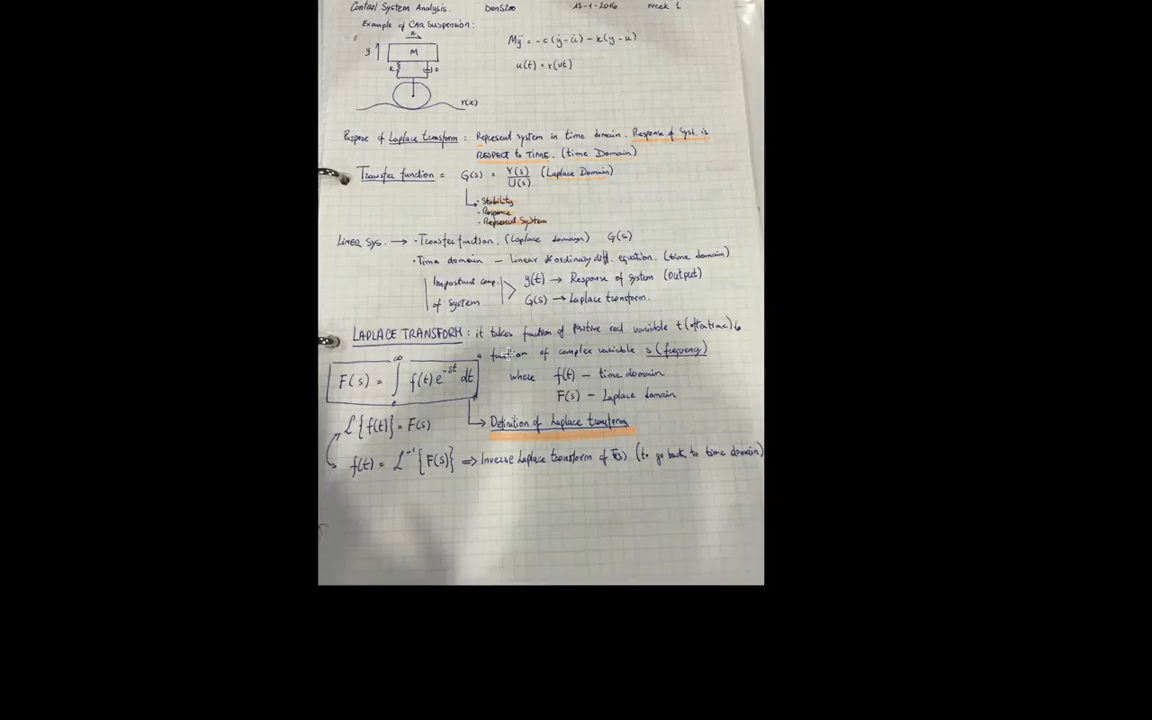 Control System Analysis. Den5200 15-1-2016 Week 1
Example of CAR Suspension:
x
y M
k c
r(x)
Mÿ = -c(ẏ-u̇) - k(y-u)
u(t) = r(vt)
Purpose of Laplace transform: Represent system in time domain. Response of Syst. is
RESPECT to TIME. (time Domain)
Transfer function = G(s) = Y(s)/U(s) (Laplace Domain)
- Stability
- Response
- Represent System
Linear Sys. → • Transfer function. (Laplace domain) G(s)
• Time domain – Linear ordinary diff. equation. (time domain)
Important comp. of System
y(t) → Response of System (output)
G(s) → Laplace transform.
LAPLACE TRANSFORM: it takes function of positive real variable t (often time) to
a function of complex variable s (frequency)
F(s) = ∫₀^∞ f(t) e^-st dt
where f(t) – time domain
F(s) – Laplace domain
→ Definition of Laplace transform
ℒ{f(t)} = F(s)
f(t) = ℒ⁻¹{F(s)} ⇒ Inverse Laplace transform of F(s) (to go back to time domain)